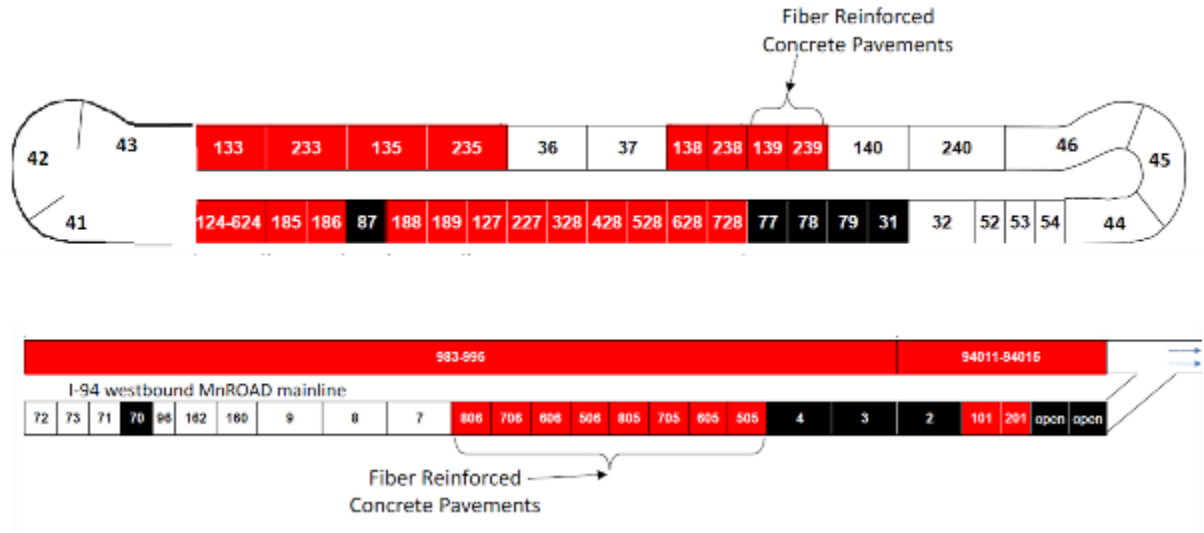 Fiber Reinforced
Concrete Pavements
42
43
133 233 135 235 36 37 138 238 139 239 140 240 46
45
41
124-624 185 186 87 188 189 127 227 328 428 528 628 728 77 78 79 31 32 52 53 54 44
983-996 94011-94015
I-94 westbound MnROAD mainline
72 73 71 70 96 162 160 9 8 7 806 706 606 506 805 705 605 505 4 3 2 101 201 open open
Fiber Reinforced
Concrete Pavements